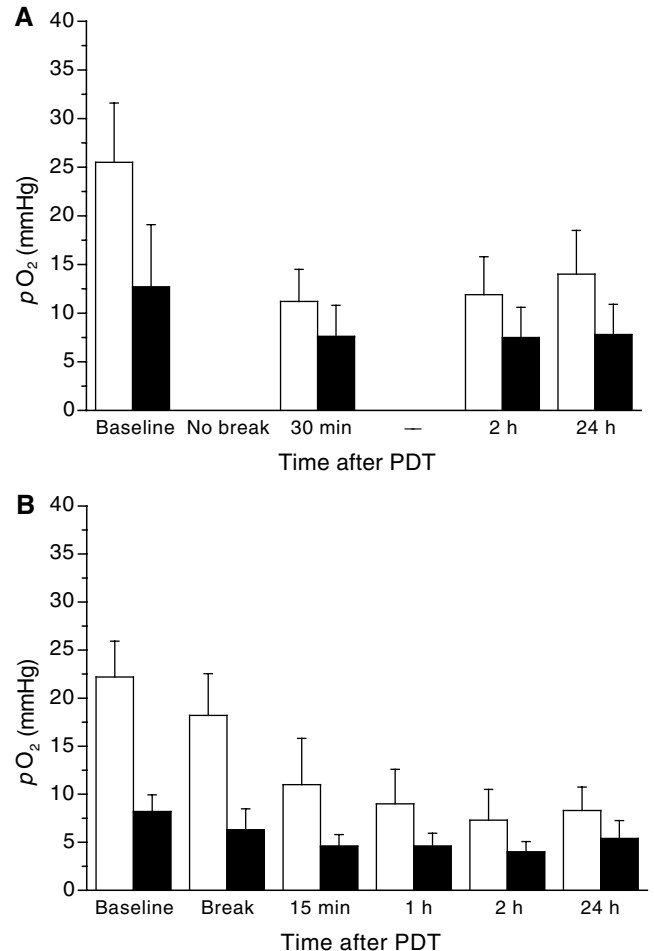 A
40
35
30
25
20
15
10
5
0
pO₂ (mmHg)
Baseline No break 30 min — 2 h 24 h
Time after PDT
B
40
35
30
25
20
15
10
5
0
pO₂ (mmHg)
Baseline Break 15 min 1 h 2 h 24 h
Time after PDT